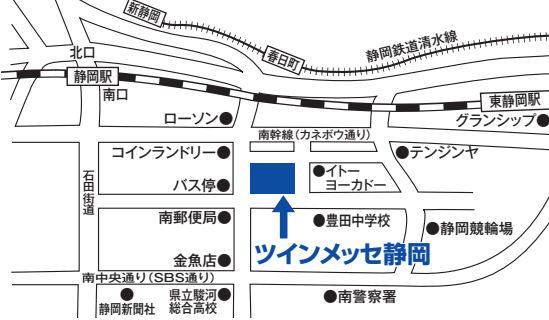 新静岡
北口
春日町
静岡鉄道清水線
静岡駅
南口
東静岡駅
ローソン
グランシップ
南幹線(カネボウ通り)
コインランドリー
テンジンヤ
石田街道
バス停
イトー
ヨーカドー
南郵便局
豊田中学校
静岡競輪場
ツインメッセ静岡
金魚店
南中央通り(SBS通り)
静岡新聞社
県立駿河
総合高校
南警察署